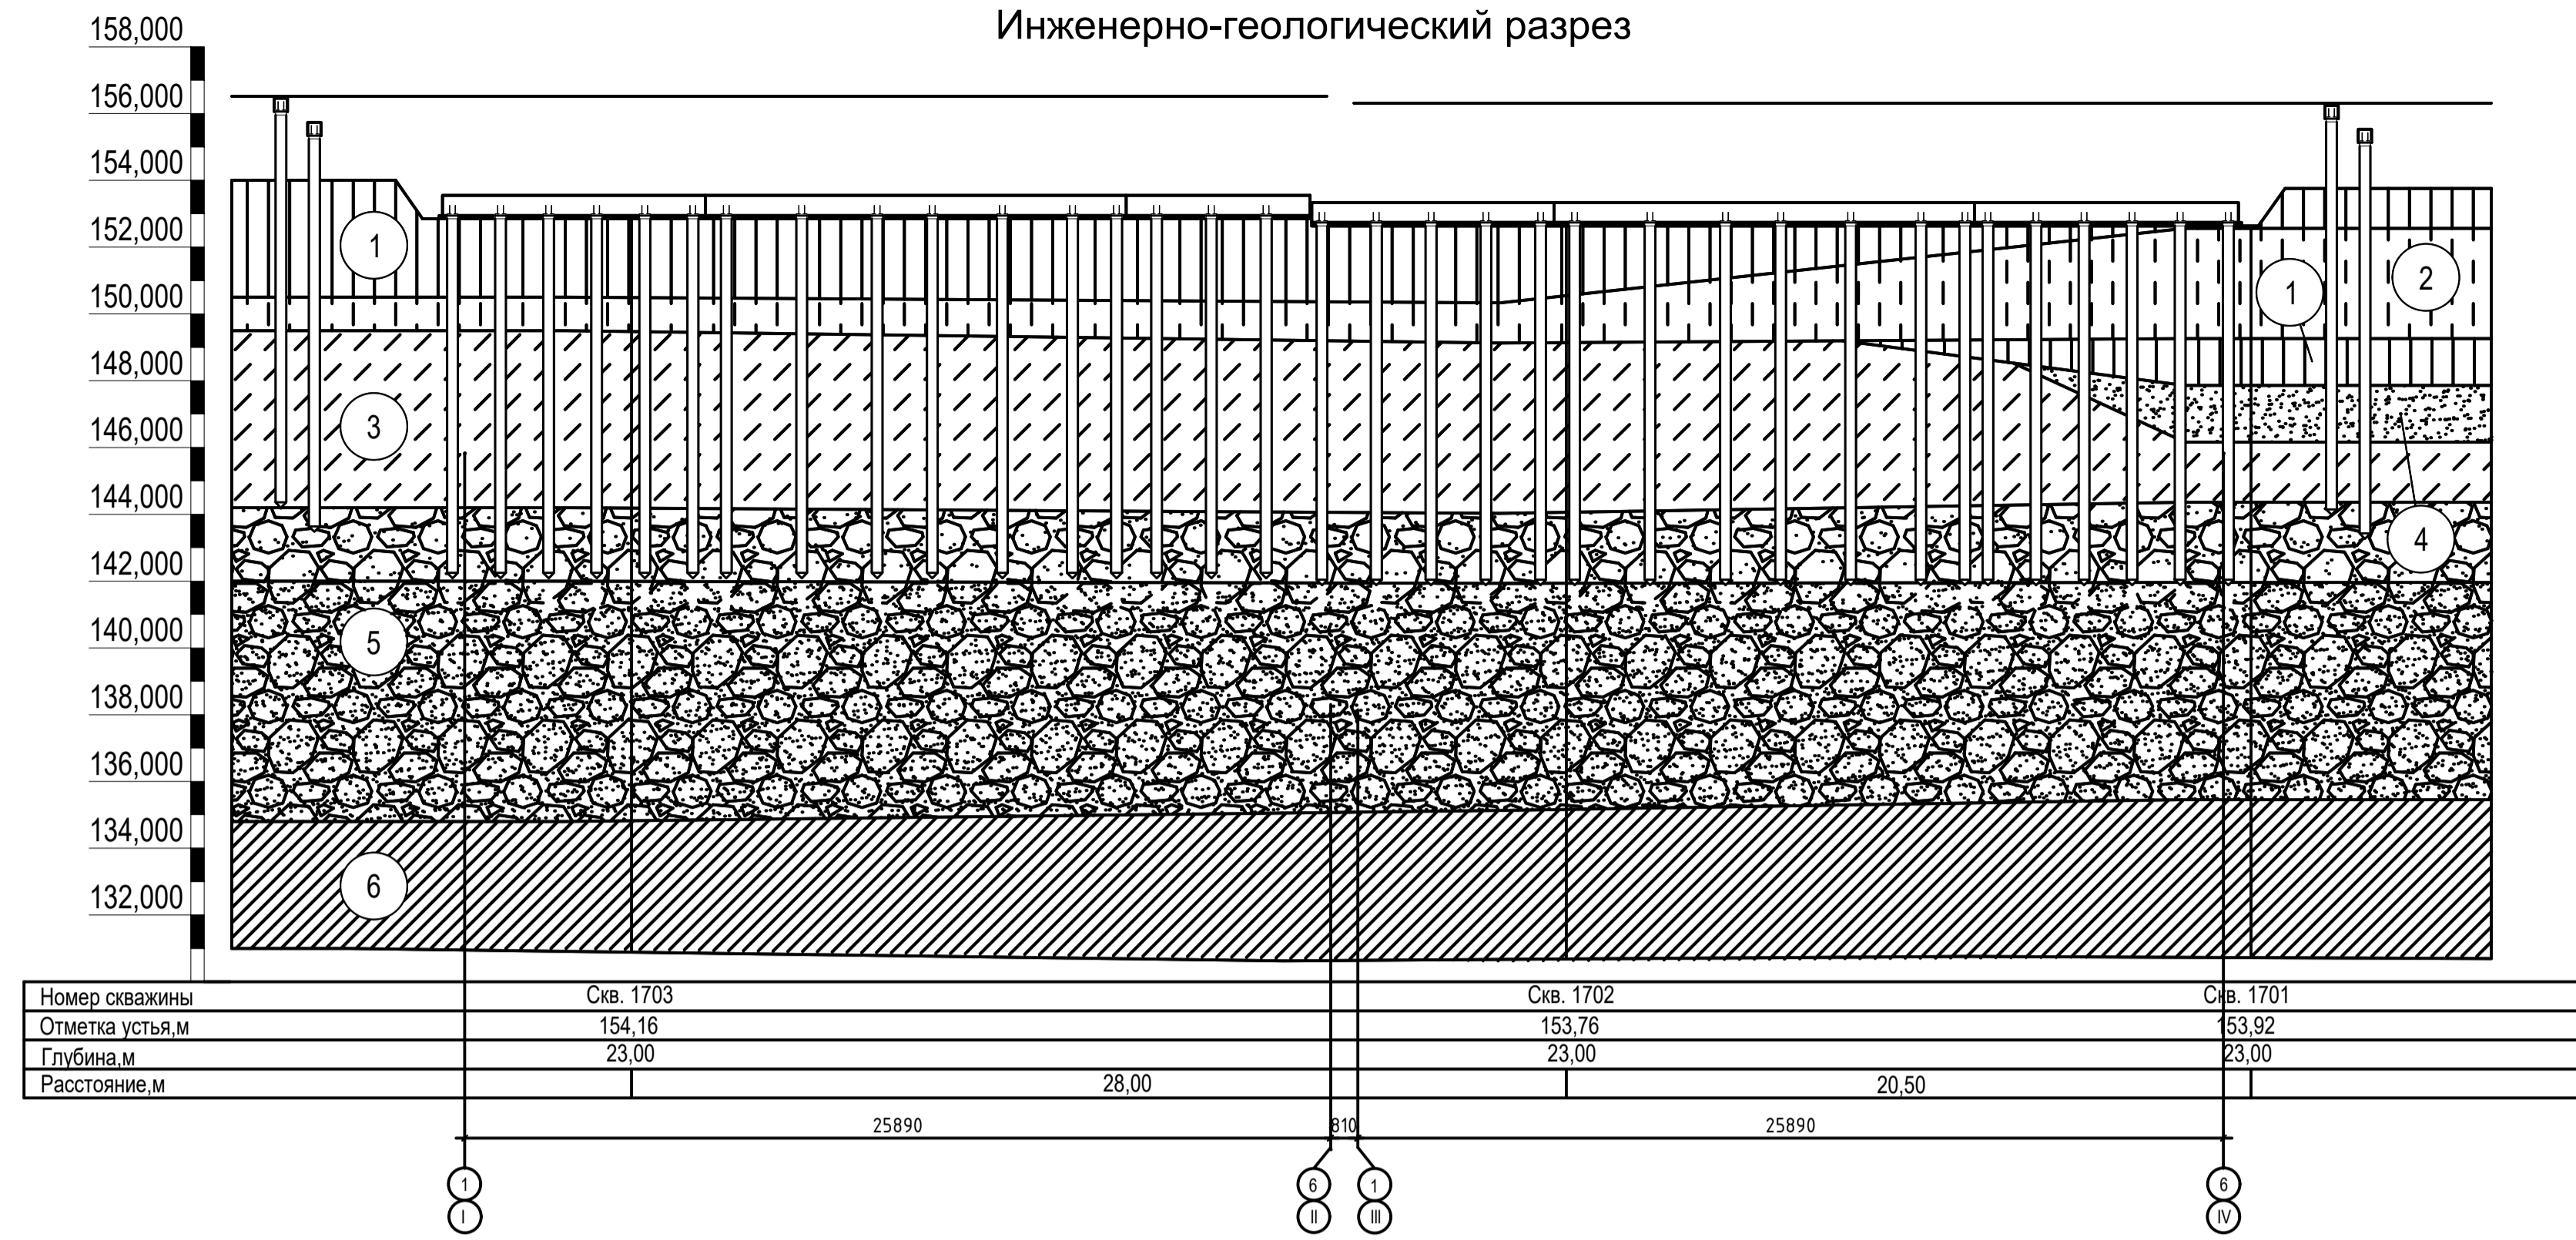 Инженерно-геологический разрез
158,000
156,000
154,000
152,000
150,000
148,000
146,000
144,000
142,000
140,000
138,000
136,000
134,000
132,000
1
2
1
3
4
5
6
Номер скважины Скв. 1703 Скв. 1702 Скв. 1701
Отметка устья,м 154,16 153,76 153,92
Глубина,м 23,00 23,00 23,00
Расстояние,м 28,00 20,50
25890 810 25890
1 6 1 6
I II III IV